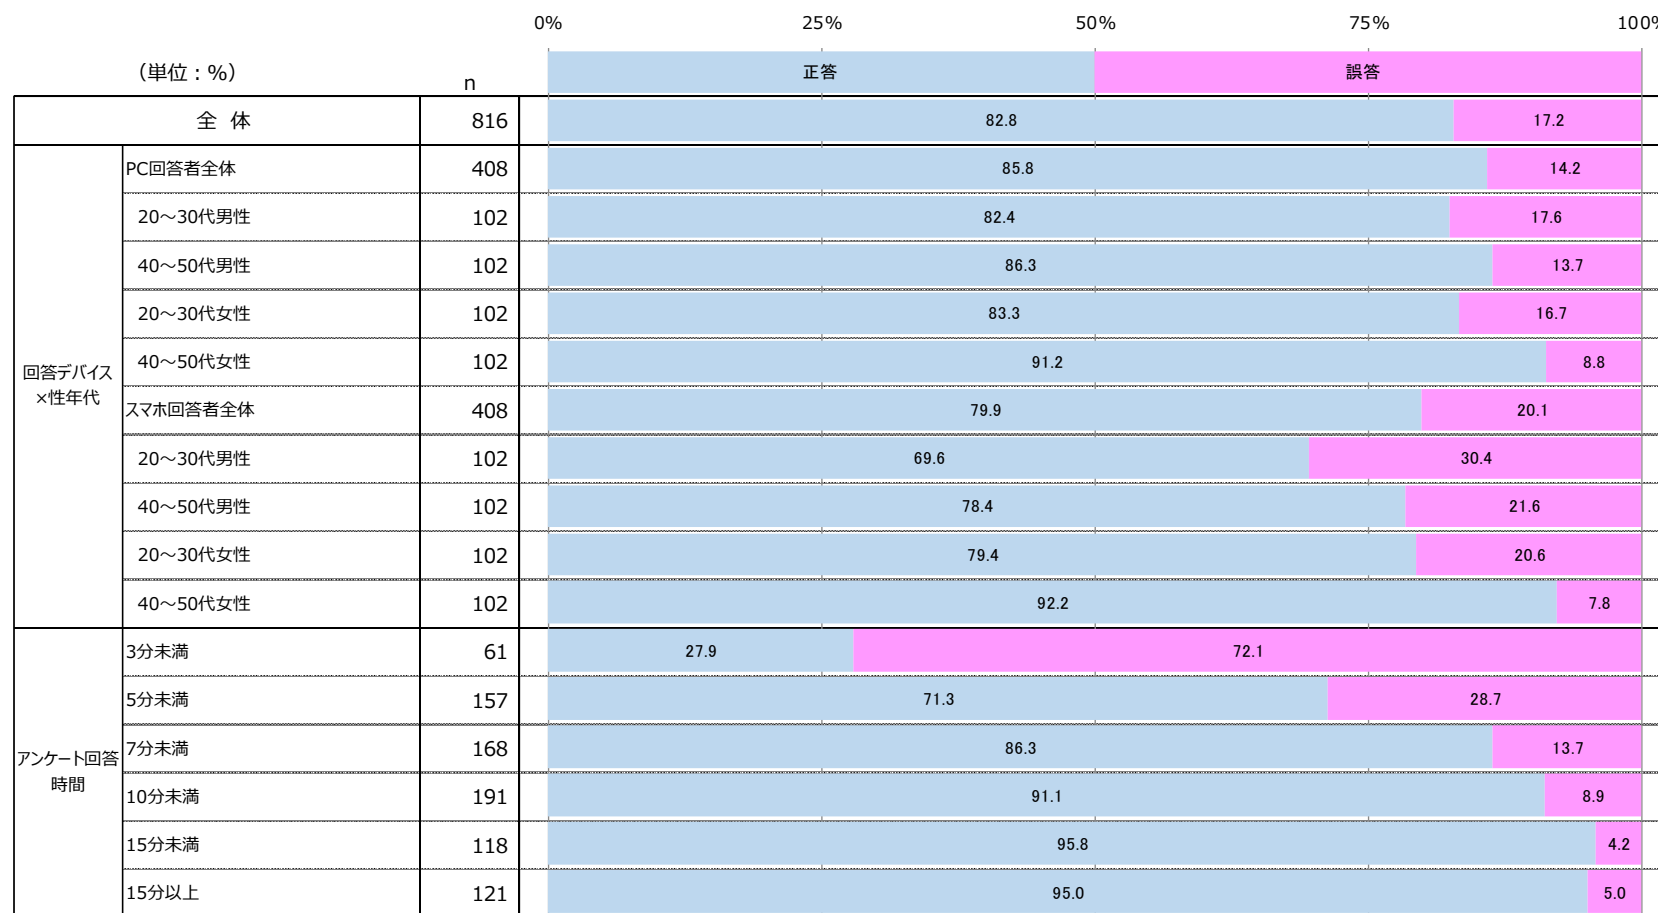 0% 25% 50% 75% 100%
（単位：%） n 正答 誤答
全 体 816 82.8 17.2
PC回答者全体 408 85.8 14.2
20～30代男性 102 82.4 17.6
40～50代男性 102 86.3 13.7
20～30代女性 102 83.3 16.7
40～50代女性 102 91.2 8.8
回答デバイス
×性年代
スマホ回答者全体 408 79.9 20.1
20～30代男性 102 69.6 30.4
40～50代男性 102 78.4 21.6
20～30代女性 102 79.4 20.6
40～50代女性 102 92.2 7.8
3分未満 61 27.9 72.1
5分未満 157 71.3 28.7
アンケート回答
時間
7分未満 168 86.3 13.7
10分未満 191 91.1 8.9
15分未満 118 95.8 4.2
15分以上 121 95.0 5.0